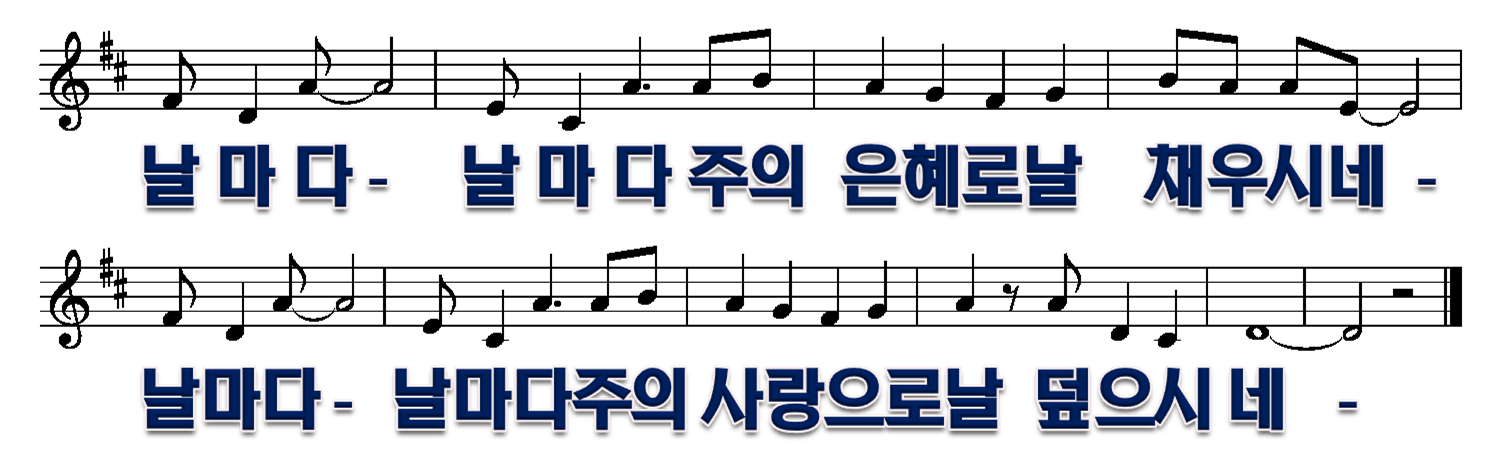 날 마 다 - 날 마 다 주의 은혜로날 채우시네 -
날마다 - 날마다주의 사랑으로날 덮으시 네 -